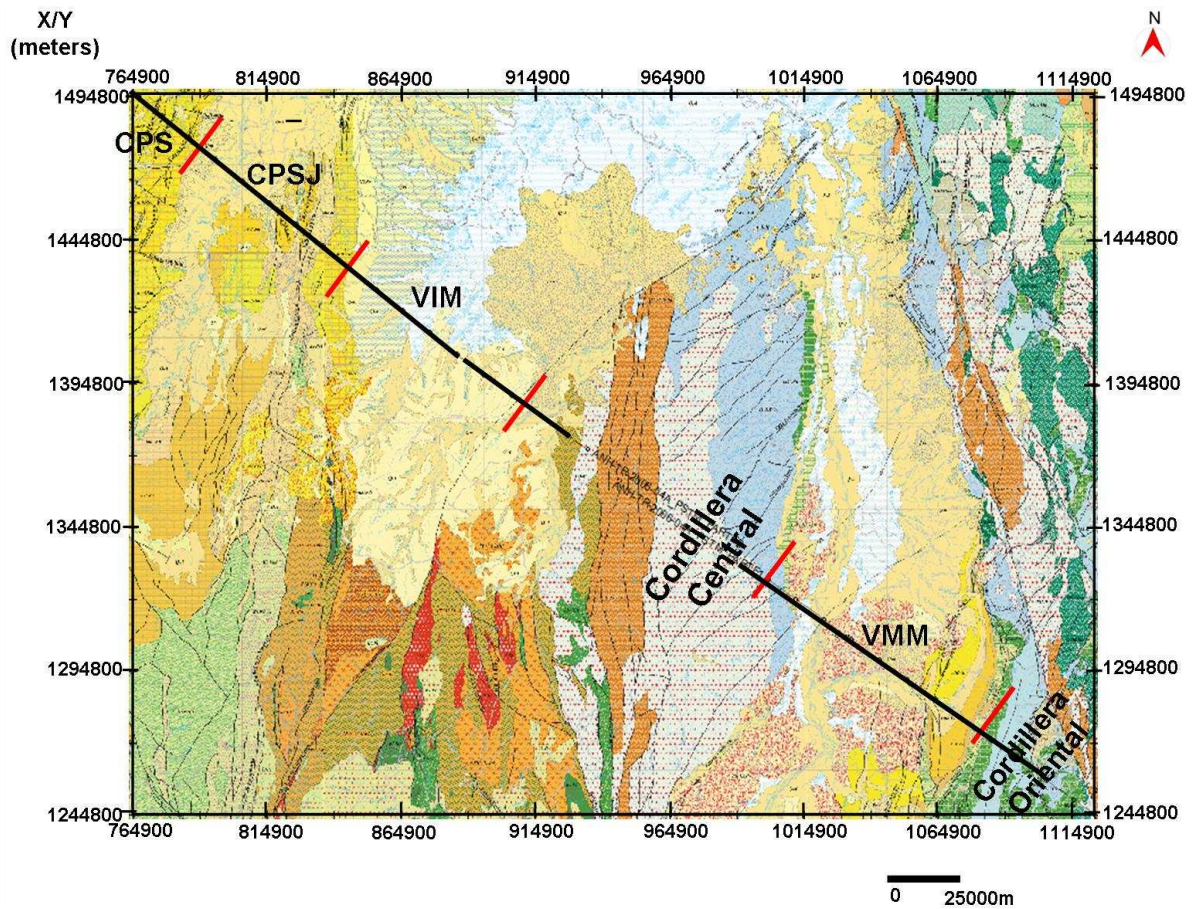 X/Y
(meters)
N
764900 814900 864900 914900 964900 1014900 1064900 1114900
1494800 1494800
CPS
CPSJ
1444800 1444800
VIM
1394800 1394800
1344800 1344800
Cordillera
Central
VMM
1294800 1294800
Cordillera
Oriental
1244800 1244800
764900 814900 864900 914900 964900 1014900 1064900 1114900
0 25000m